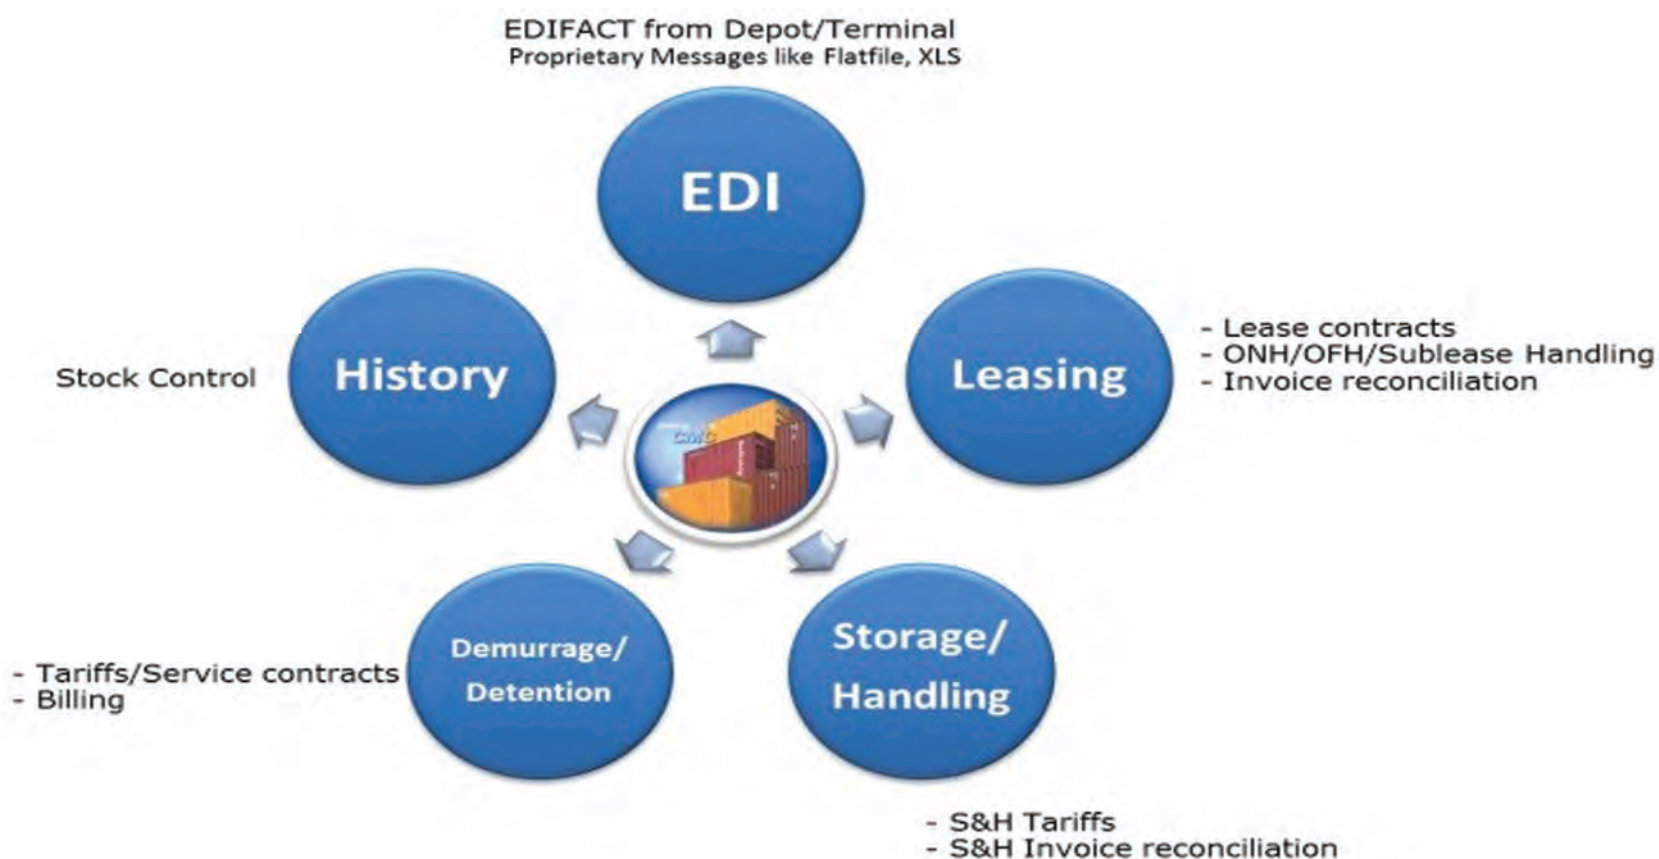 EDIFACT from Depot/Terminal
Proprietary Messages like Flatfile, XLS
EDI
History
Stock Control
Leasing
- Lease contracts
- ONH/OFH/Sublease Handling
- Invoice reconciliation
CMC
Demurrage/
Detention
- Tariffs/Service contracts
- Billing
Storage/
Handling
- S&H Tariffs
- S&H Invoice reconciliation